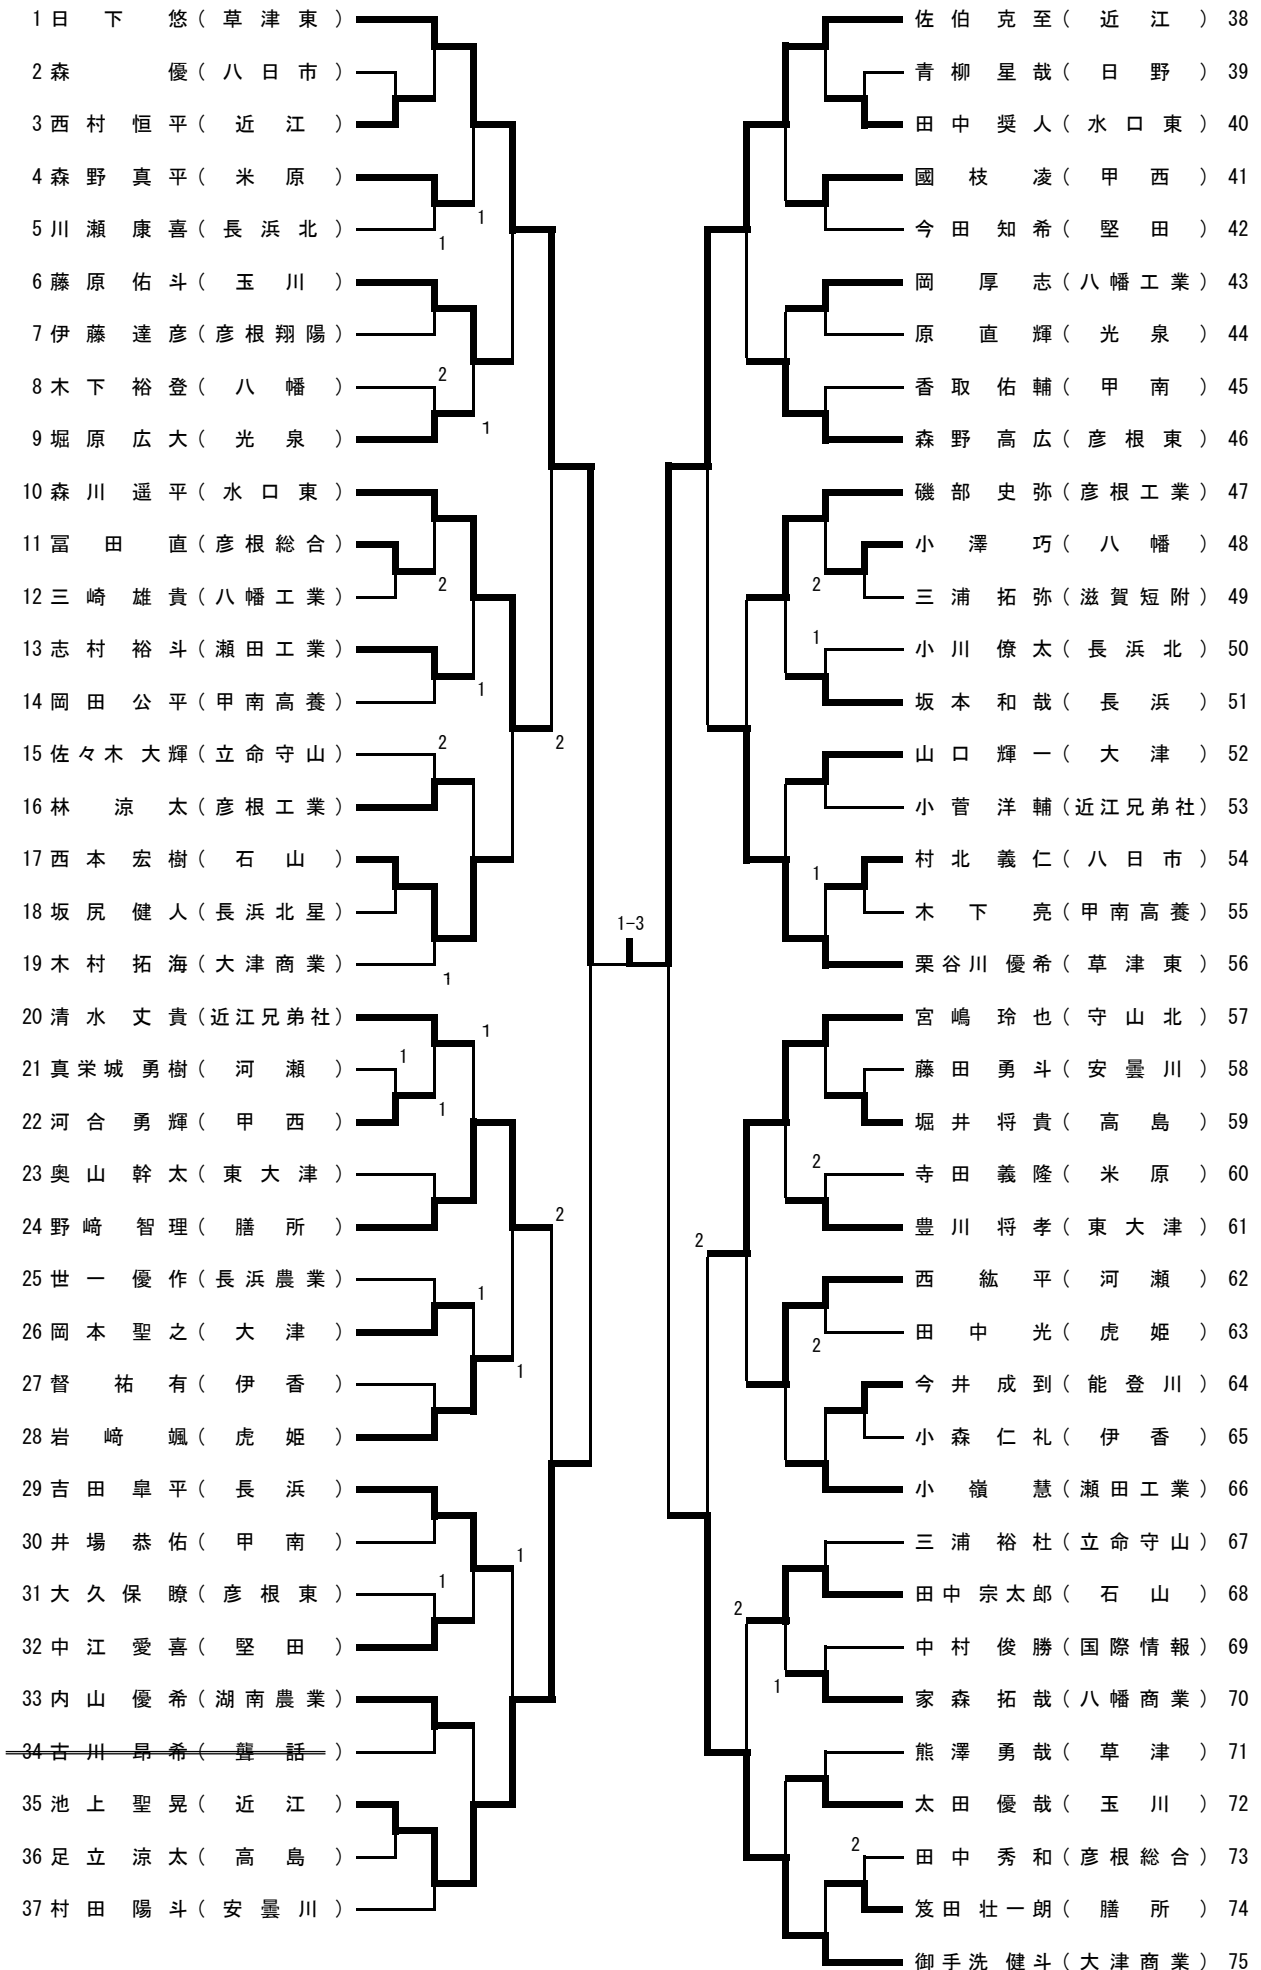 1 日下 悠 (草津東)
2 森 優 (八日市)
3 西村 恒平 (近江)
4 森野 真平 (米原)
5 川瀬 康喜 (長浜北)
6 藤原 佑斗 (玉川)
7 伊藤 達彦 (彦根翔陽)
8 木下 裕登 (八幡)
9 堀原 広大 (光泉)
10 森川 遥平 (水口東)
11 冨田 直 (彦根総合)
12 三崎 雄貴 (八幡工業)
13 志村 裕斗 (瀬田工業)
14 岡田 公平 (甲南高養)
15 佐々木 大輝 (立命守山)
16 林 涼太 (彦根工業)
17 西本 宏樹 (石山)
18 坂尻 健人 (長浜北星)
19 木村 拓海 (大津商業)
20 清水 丈貴 (近江兄弟社)
21 真栄城 勇樹 (河瀬)
22 河合 勇輝 (甲西)
23 奥山 幹太 (東大津)
24 野﨑 智理 (膳所)
25 世一 優作 (長浜農業)
26 岡本 聖之 (大津)
27 督 祐有 (伊香)
28 岩﨑 颯 (虎姫)
29 吉田 皐平 (長浜)
30 井場 恭佑 (甲南)
31 大久保 瞭 (彦根東)
32 中江 愛喜 (堅田)
33 内山 優希 (湖南農業)
34 古川 昂希 (聾話)
35 池上 聖晃 (近江)
36 足立 涼太 (高島)
37 村田 陽斗 (安曇川)
1
1
2
1
2
1
2
2
1
1
1
1
2
1
1
1
1
1-3
佐伯 克至 (近江) 38
青柳 星哉 (日野) 39
田中 奨人 (水口東) 40
國枝 凌 (甲西) 41
今田 知希 (堅田) 42
岡 厚志 (八幡工業) 43
原 直輝 (光泉) 44
香取 佑輔 (甲南) 45
森野 高広 (彦根東) 46
磯部 史弥 (彦根工業) 47
小澤 巧 (八幡) 48
三浦 拓弥 (滋賀短附) 49
小川 僚太 (長浜北) 50
坂本 和哉 (長浜) 51
山口 輝一 (大津) 52
小菅 洋輔 (近江兄弟社) 53
村北 義仁 (八日市) 54
木下 亮 (甲南高養) 55
栗谷川 優希 (草津東) 56
宮嶋 玲也 (守山北) 57
藤田 勇斗 (安曇川) 58
堀井 将貴 (高島) 59
寺田 義隆 (米原) 60
豊川 将孝 (東大津) 61
西 紘平 (河瀬) 62
田中 光 (虎姫) 63
今井 成到 (能登川) 64
小森 仁礼 (伊香) 65
小嶺 慧 (瀬田工業) 66
三浦 裕杜 (立命守山) 67
田中 宗太郎 (石山) 68
中村 俊勝 (国際情報) 69
家森 拓哉 (八幡商業) 70
熊澤 勇哉 (草津) 71
太田 優哉 (玉川) 72
田中 秀和 (彦根総合) 73
笈田 壮一朗 (膳所) 74
御手洗 健斗 (大津商業) 75
2
1
1
2
2
2
2
1
2